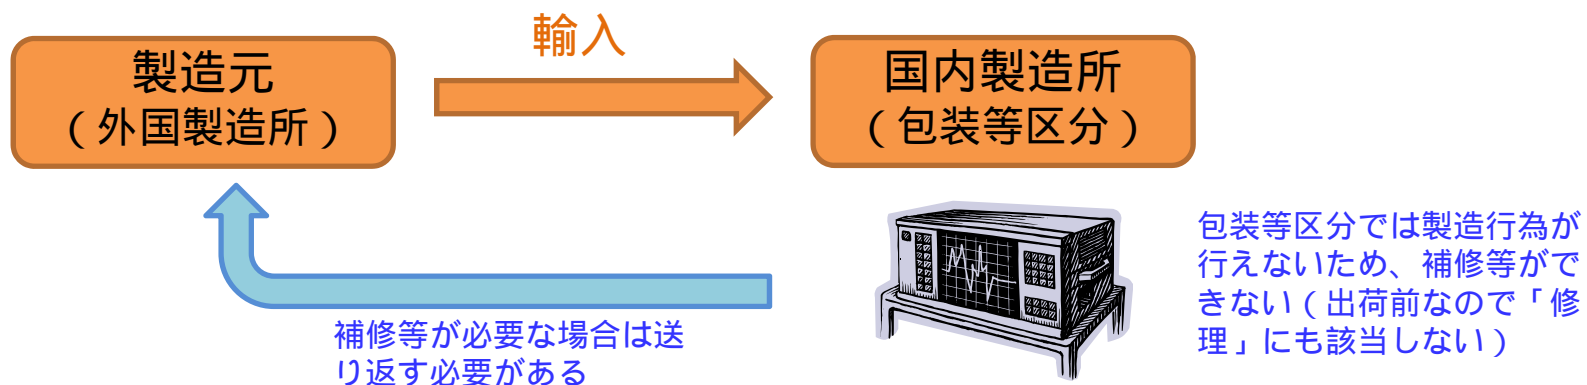 輸入
製造元
（外国製造所）
国内製造所
（包装等区分）
包装等区分では製造行為が
行えないため、補修等がで
きない（出荷前なので「修
理」にも該当しない）
補修等が必要な場合は送
り返す必要がある